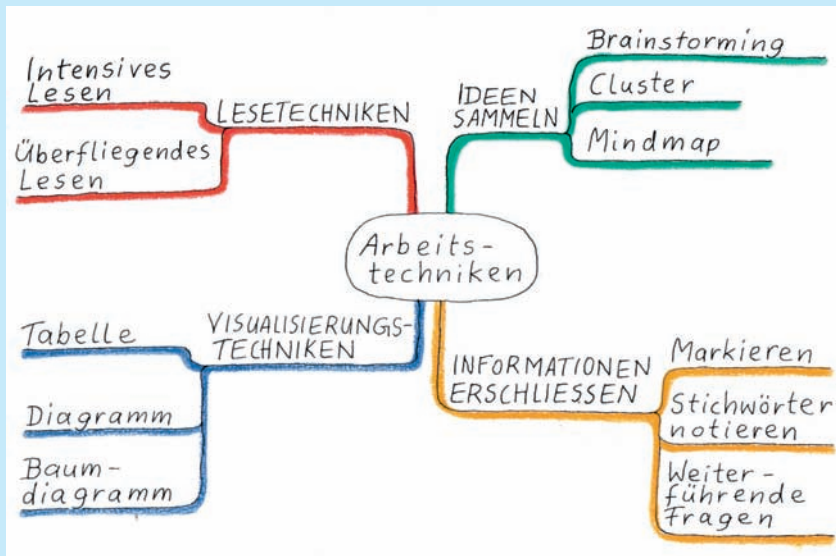 Arbeits-
techniken
LESETECHNIKEN
Intensives
Lesen
Überfliegendes
Lesen
IDEEN
SAMMELN
Brainstorming
Cluster
Mindmap
VISUALISIERUNGS-
TECHNIKEN
Tabelle
Diagramm
Baum-
diagramm
INFORMATIONEN
ERSCHLIESSEN
Markieren
Stichwörter
notieren
Weiter-
führende
Fragen